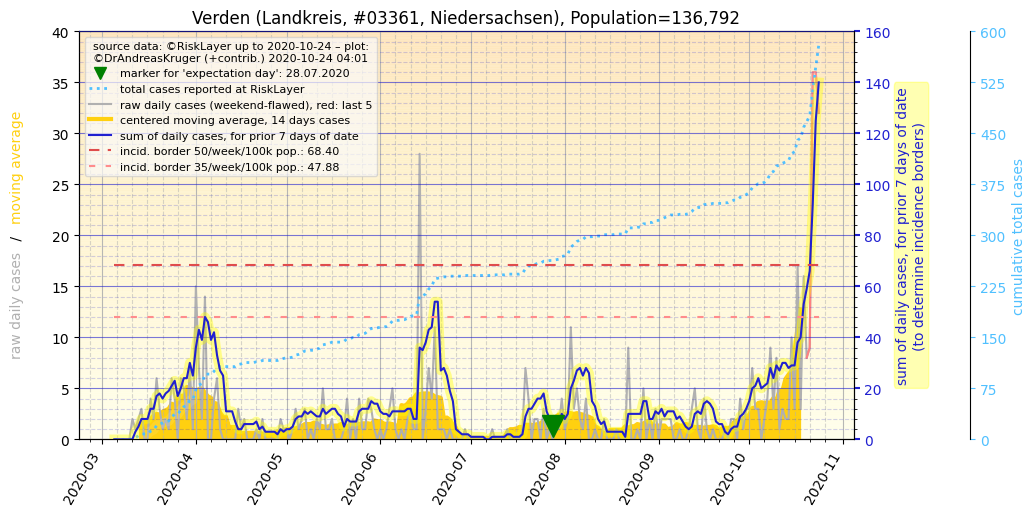 Verden (Landkreis, #03361, Niedersachsen), Population=136,792
source data: ©RiskLayer up to 2020-10-24 – plot:
©DrAndreasKruger (+contrib.) 2020-10-24 04:01
marker for 'expectation day': 28.07.2020
total cases reported at RiskLayer
raw daily cases (weekend-flawed), red: last 5
centered moving average, 14 days cases
sum of daily cases, for prior 7 days of date
incid. border 50/week/100k pop.: 68.40
incid. border 35/week/100k pop.: 47.88
raw daily cases / moving average
40
35
30
25
20
15
10
5
0
160
140
120
100
80
60
40
20
0
sum of daily cases, for prior 7 days of date
(to determine incidence borders)
600
525
450
375
300
225
150
75
0
cumulative total cases
2020-03
2020-04
2020-05
2020-06
2020-07
2020-08
2020-09
2020-10
2020-11